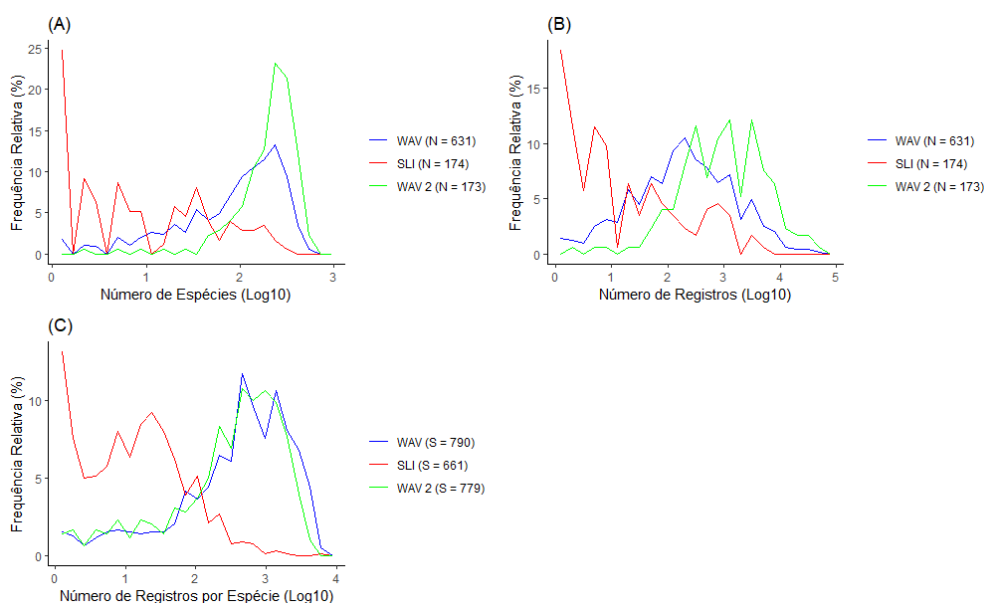 (A)
Frequência Relativa (%)
25
20
15
10
5
0
0
1
2
3
Número de Espécies (Log10)
WAV (N = 631)
SLI (N = 174)
WAV 2 (N = 173)
(B)
Frequência Relativa (%)
15
10
5
0
0
1
2
3
4
5
Número de Registros (Log10)
WAV (N = 631)
SLI (N = 174)
WAV 2 (N = 173)
(C)
Frequência Relativa (%)
10
5
0
0
1
2
3
4
Número de Registros por Espécie (Log10)
WAV (S = 790)
SLI (S = 661)
WAV 2 (S = 779)